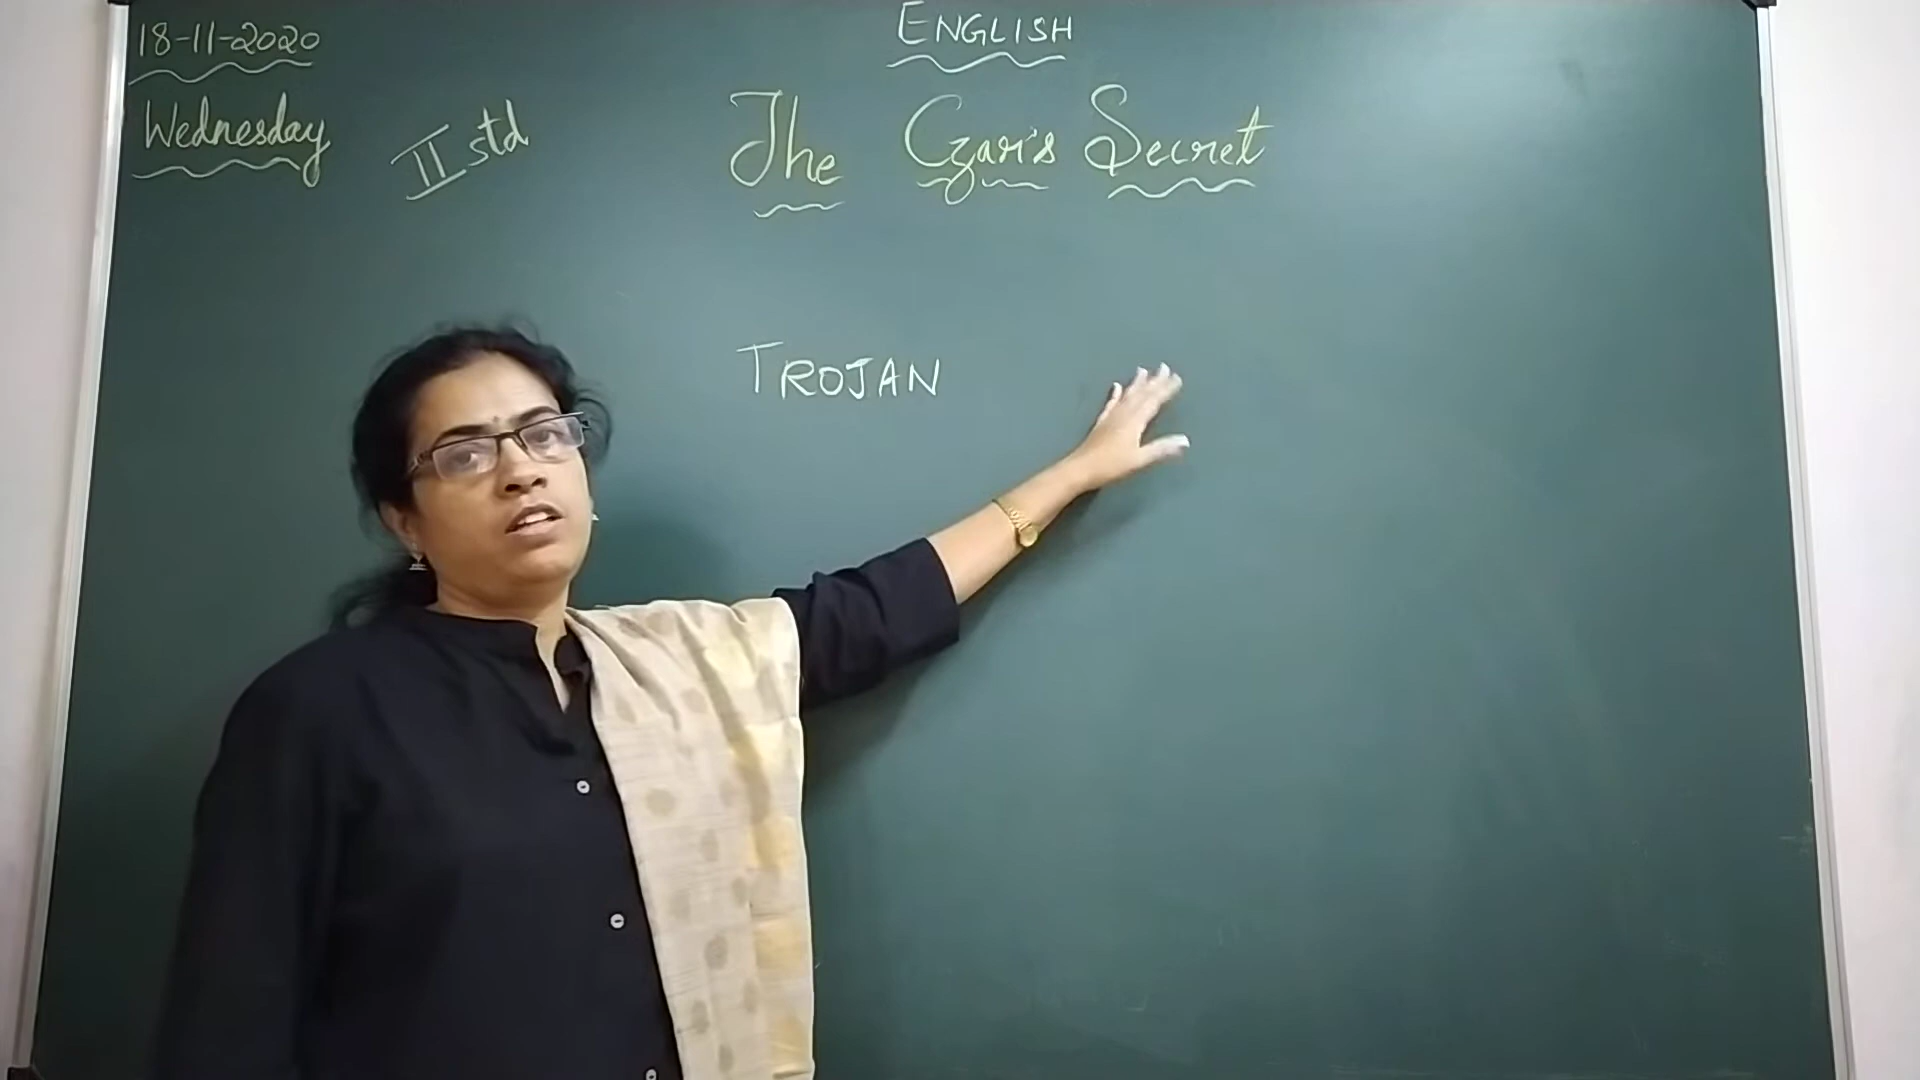 18-11-2020
Wednesday
II std
ENGLISH
The Czar's Secret
TROJAN